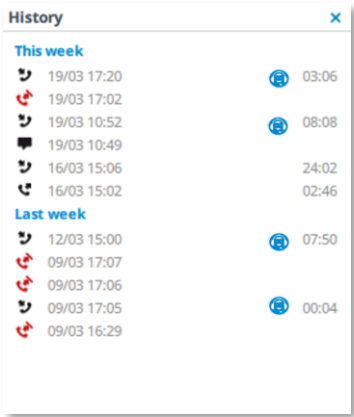 History
This week
19/03 17:20 03:06
19/03 17:02
19/03 10:52 08:08
19/03 10:49
16/03 15:06 24:02
16/03 15:02 02:46
Last week
12/03 15:00 07:50
09/03 17:07
09/03 17:06
09/03 17:05 00:04
09/03 16:29